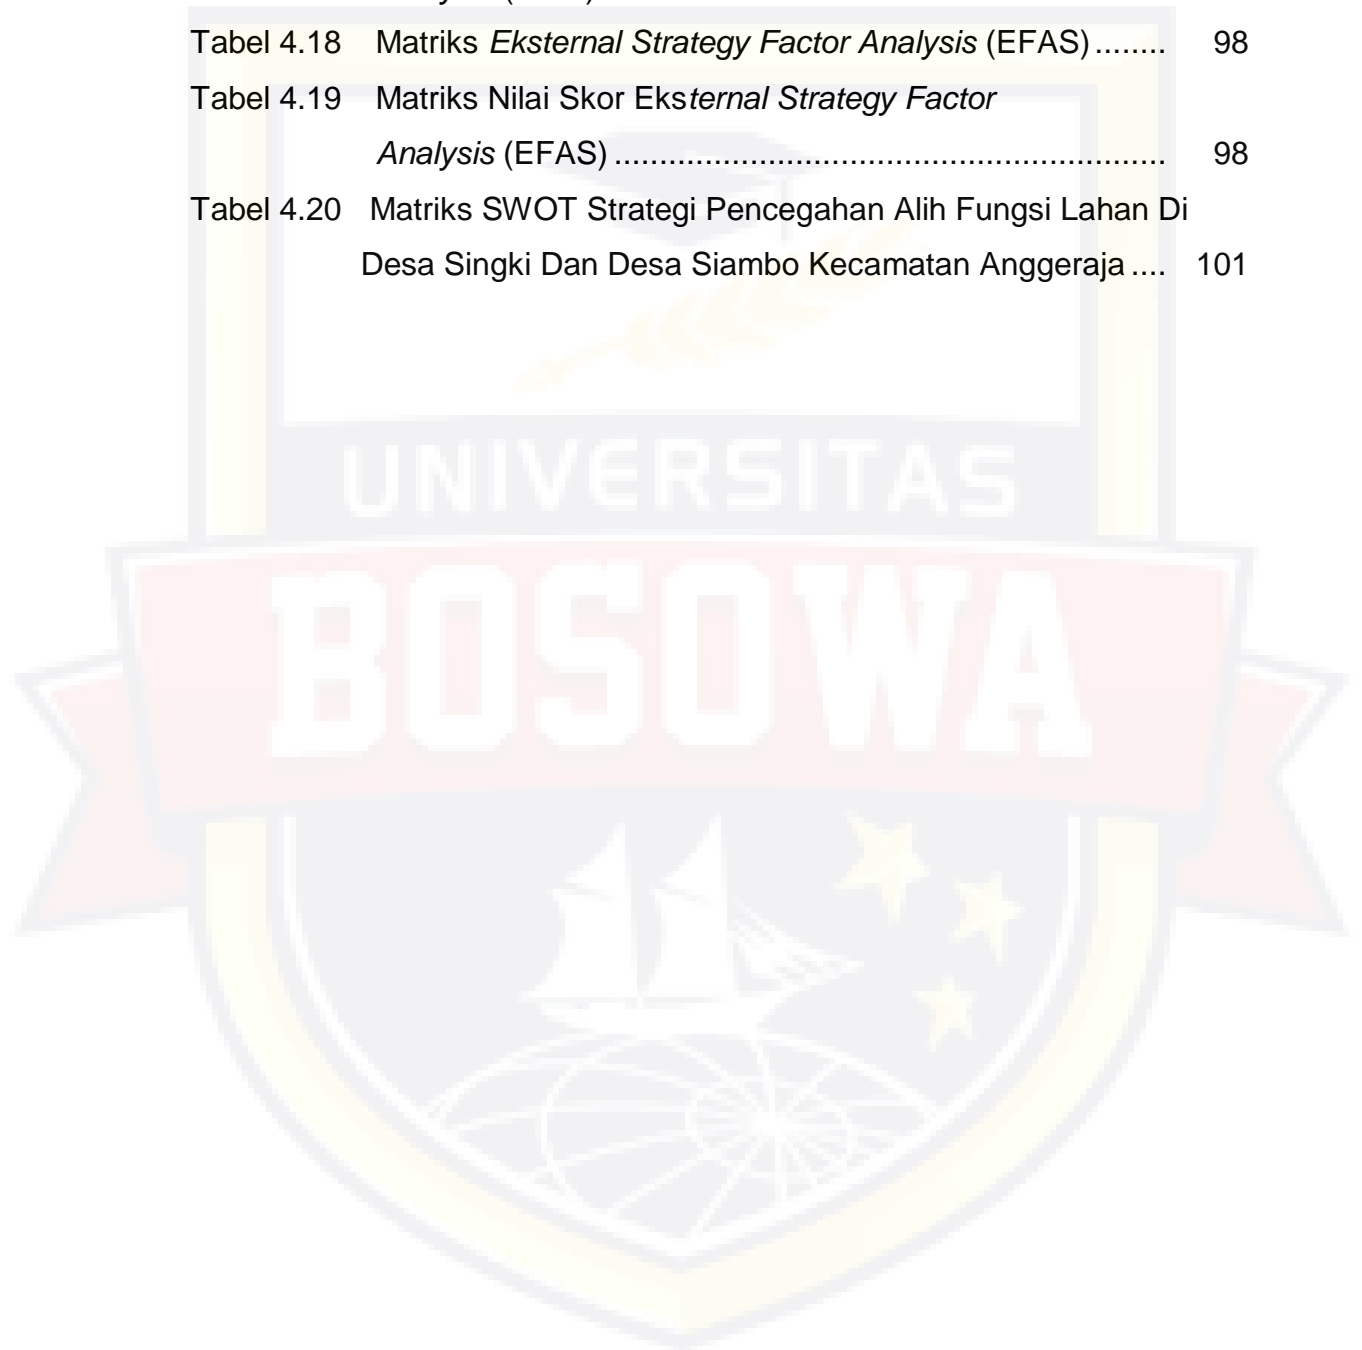 Tabel 4.18 Matriks Eksternal Strategy Factor Analysis (EFAS) ........ 98
Tabel 4.19 Matriks Nilai Skor Eksternal Strategy Factor
Analysis (EFAS) ............................................................. 98
Tabel 4.20 Matriks SWOT Strategi Pencegahan Alih Fungsi Lahan Di
Desa Singki Dan Desa Siambo Kecamatan Anggeraja .... 101
UNIVERSITAS
BOSOWA